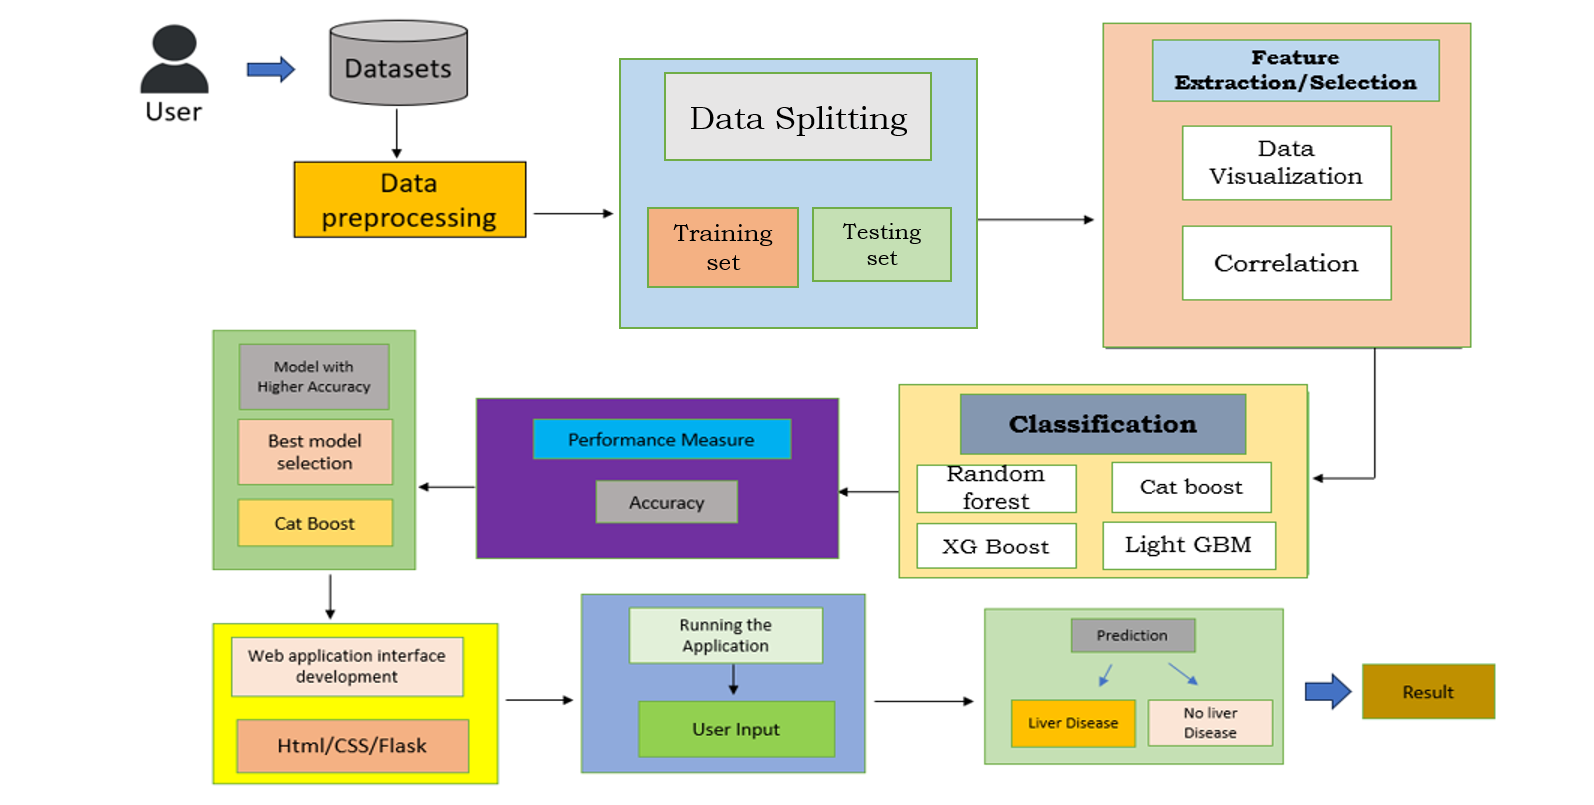 User
Datasets
Data
preprocessing
Data Splitting
Training
set
Testing
set
Feature
Extraction/Selection
Data
Visualization
Correlation
Classification
Random
forest
Cat boost
XG Boost
Light GBM
Performance Measure
Accuracy
Model with
Higher Accuracy
Best model
selection
Cat Boost
Web application interface
development
Html/CSS/Flask
Running the
Application
User Input
Prediction
Liver Disease
No liver
Disease
Result